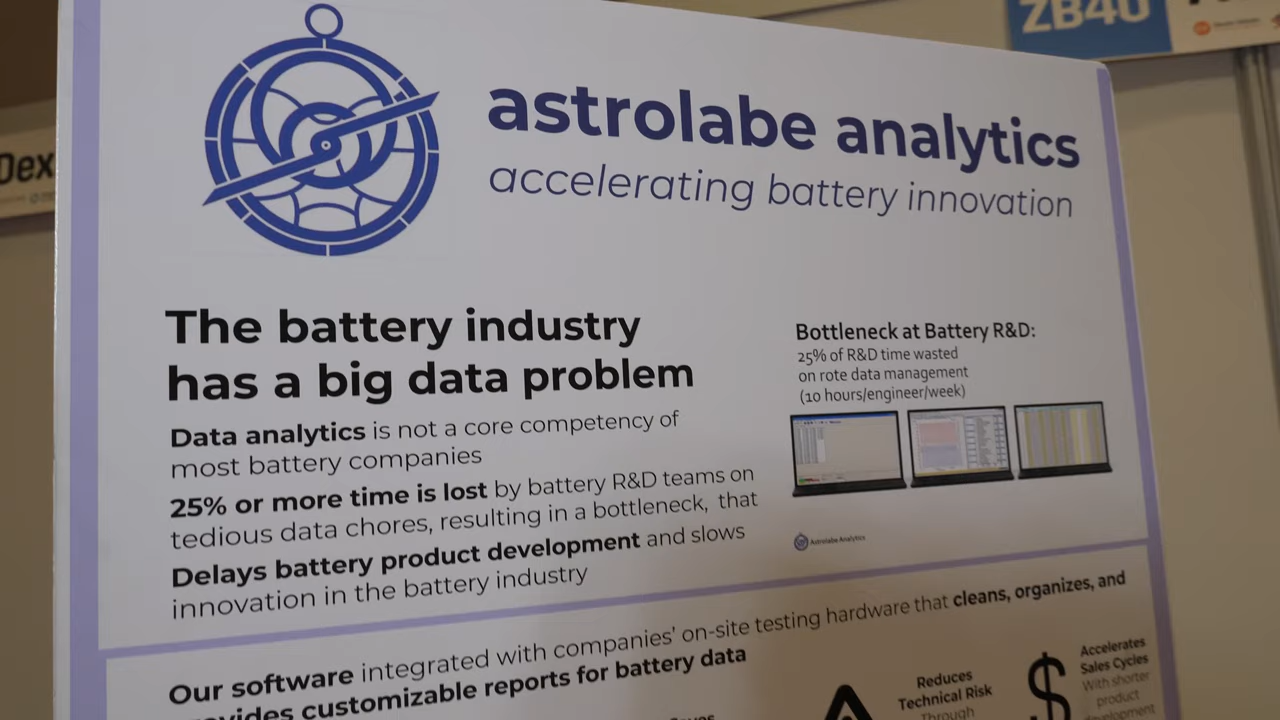 ZB40
Dex
astrolabe analytics
accelerating battery innovation
The battery industry
has a big data problem
Data analytics is not a core competency of
most battery companies
25% or more time is lost by battery R&D teams on
tedious data chores, resulting in a bottleneck, that
Delays battery product development and slows
innovation in the battery industry
Bottleneck at Battery R&D:
25% of R&D time wasted
on rote data management
(10 hours/engineer/week)
Astrolabe Analytics
Our software integrated with companies' on-site testing hardware that cleans, organizes, and
provides customizable reports for battery data
Reduces
Technical Risk
Through
$
Accelerates
Sales Cycles
With shorter
product
development